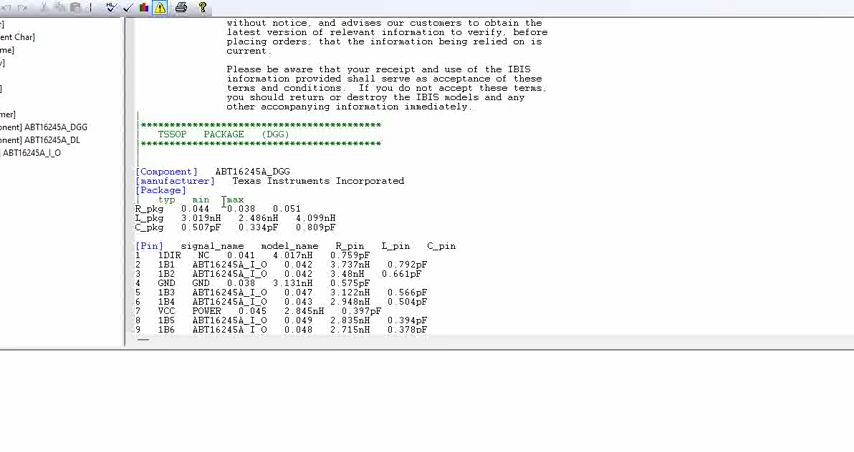 r]
ent Char]
me]
y]
]
mer]
onent] ABT16245A_DGG
onent] ABT16245A_DL
] ABT16245A_I_O
without notice, and advises our customers to obtain the
latest version of relevant information to verify, before
placing orders, that the information being relied on is
current.
Please be aware that your receipt and use of the IBIS
information provided shall serve as acceptance of these
terms and conditions. If you do not accept these terms,
you should return or destroy the IBIS models and any
other accompanying information immediately.
|
|*******************************************
| TSSOP PACKAGE (DGG)
|*******************************************
|
|
[Component] ABT16245A_DGG
[manufacturer] Texas Instruments Incorporated
[Package]
| typ min max
R_pkg 0.044 0.038 0.051
L_pkg 3.019nH 2.486nH 4.099nH
C_pkg 0.507pF 0.334pF 0.809pF
[Pin] signal_name model_name R_pin L_pin C_pin
1 1DIR NC 0.041 4.017nH 0.759pF
2 1B1 ABT16245A_I_O 0.042 3.737nH 0.792pF
3 1B2 ABT16245A_I_O 0.042 3.48nH 0.661pF
4 GND GND 0.038 3.131nH 0.575pF
5 1B3 ABT16245A_I_O 0.047 3.122nH 0.566pF
6 1B4 ABT16245A_I_O 0.043 2.948nH 0.504pF
7 VCC POWER 0.045 2.845nH 0.397pF
8 1B5 ABT16245A_I_O 0.049 2.835nH 0.394pF
9 1B6 ABT16245A_I_O 0.048 2.715nH 0.378pF